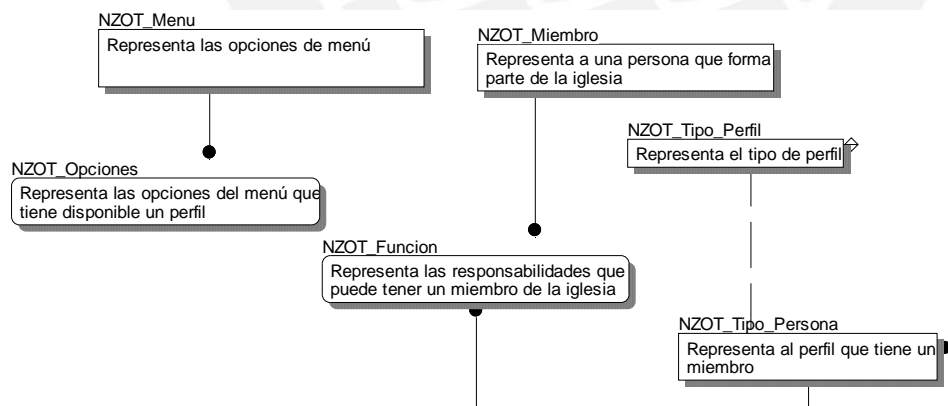 NZOT_Menu
Representa las opciones de menú
NZOT_Miembro
Representa a una persona que forma
parte de la iglesia
NZOT_Tipo_Perfil
Representa el tipo de perfil
NZOT_Opciones
Representa las opciones del menú que
tiene disponible un perfil
NZOT_Funcion
Representa las responsabilidades que
puede tener un miembro de la iglesia
NZOT_Tipo_Persona
Representa al perfil que tiene un
miembro